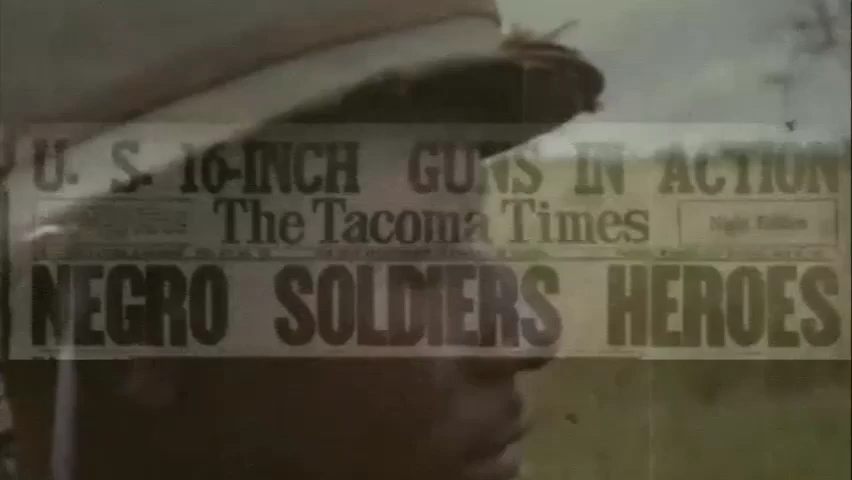 U. S. 16-INCH GUNS IN ACTION
The Tacoma Times Night Edition
NEGRO SOLDIERS HEROES